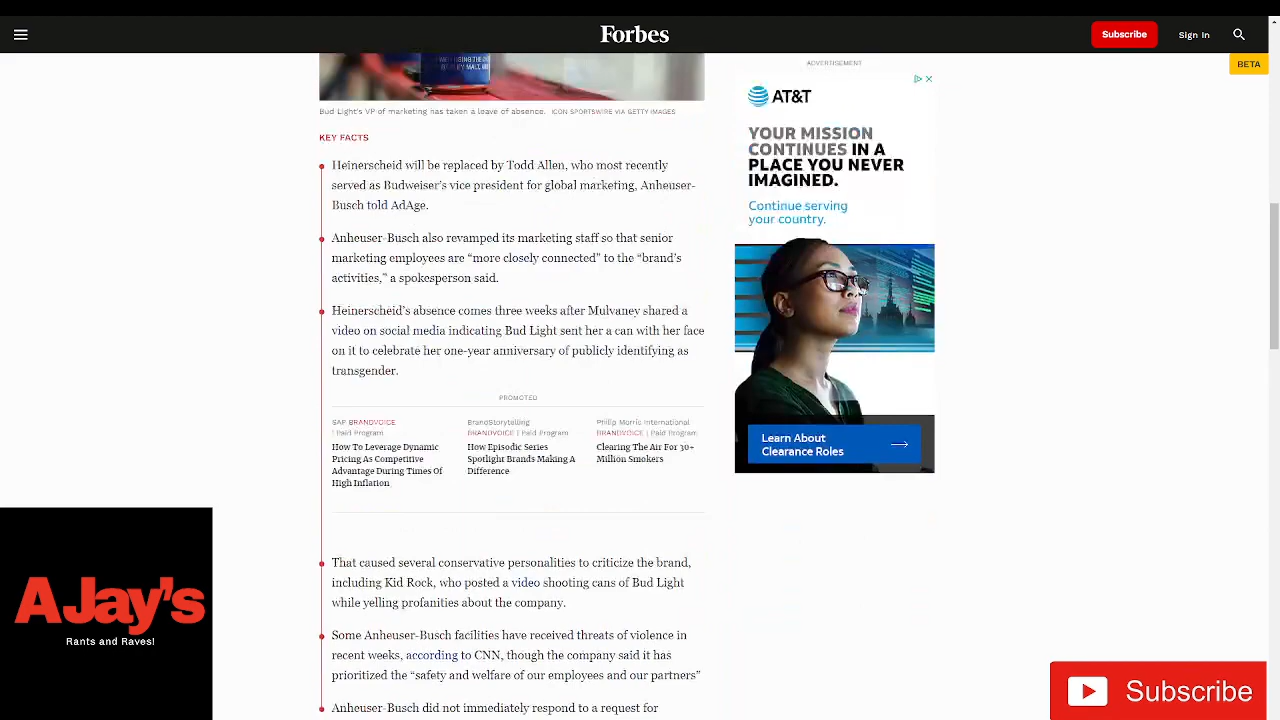 Forbes
Subscribe
Sign In
BETA
Bud Light's VP of marketing has taken a leave of absence. ICON SPORTSWIRE VIA GETTY IMAGES
KEY FACTS
Heinerscheid will be replaced by Todd Allen, who most recently
served as Budweiser's vice president for global marketing, Anheuser-
Busch told AdAge.
Anheuser-Busch also revamped its marketing staff so that senior
marketing employees are “more closely connected” to the “brand's
activities,” a spokesperson said.
Heinerscheid's absence comes three weeks after Mulvaney shared a
video on social media indicating Bud Light sent her a can with her face
on it to celebrate her one-year anniversary of publicly identifying as
transgender.
PROMOTED
SAP BRANDVOICE
| Paid Program
How To Leverage Dynamic
Pricing As Competitive
Advantage During Times Of
High Inflation
BrandStorytelling
BRANDVOICE | Paid Program
How Episodic Series
Spotlight Brands Making A
Difference
Philip Morris International
BRANDVOICE | Paid Program
Clearing The Air For 30+
Million Smokers
That caused several conservative personalities to criticize the brand,
including Kid Rock, who posted a video shooting cans of Bud Light
while yelling profanities about the company.
Some Anheuser-Busch facilities have received threats of violence in
recent weeks, according to CNN, though the company said it has
prioritized the “safety and welfare of our employees and our partners”
Anheuser-Busch did not immediately respond to a request for
ADVERTISEMENT
AT&T
YOUR MISSION
CONTINUES IN A
PLACE YOU NEVER
IMAGINED.
Continue serving
your country.
Learn About
Clearance Roles
AJay's
Rants and Raves!
Subscribe